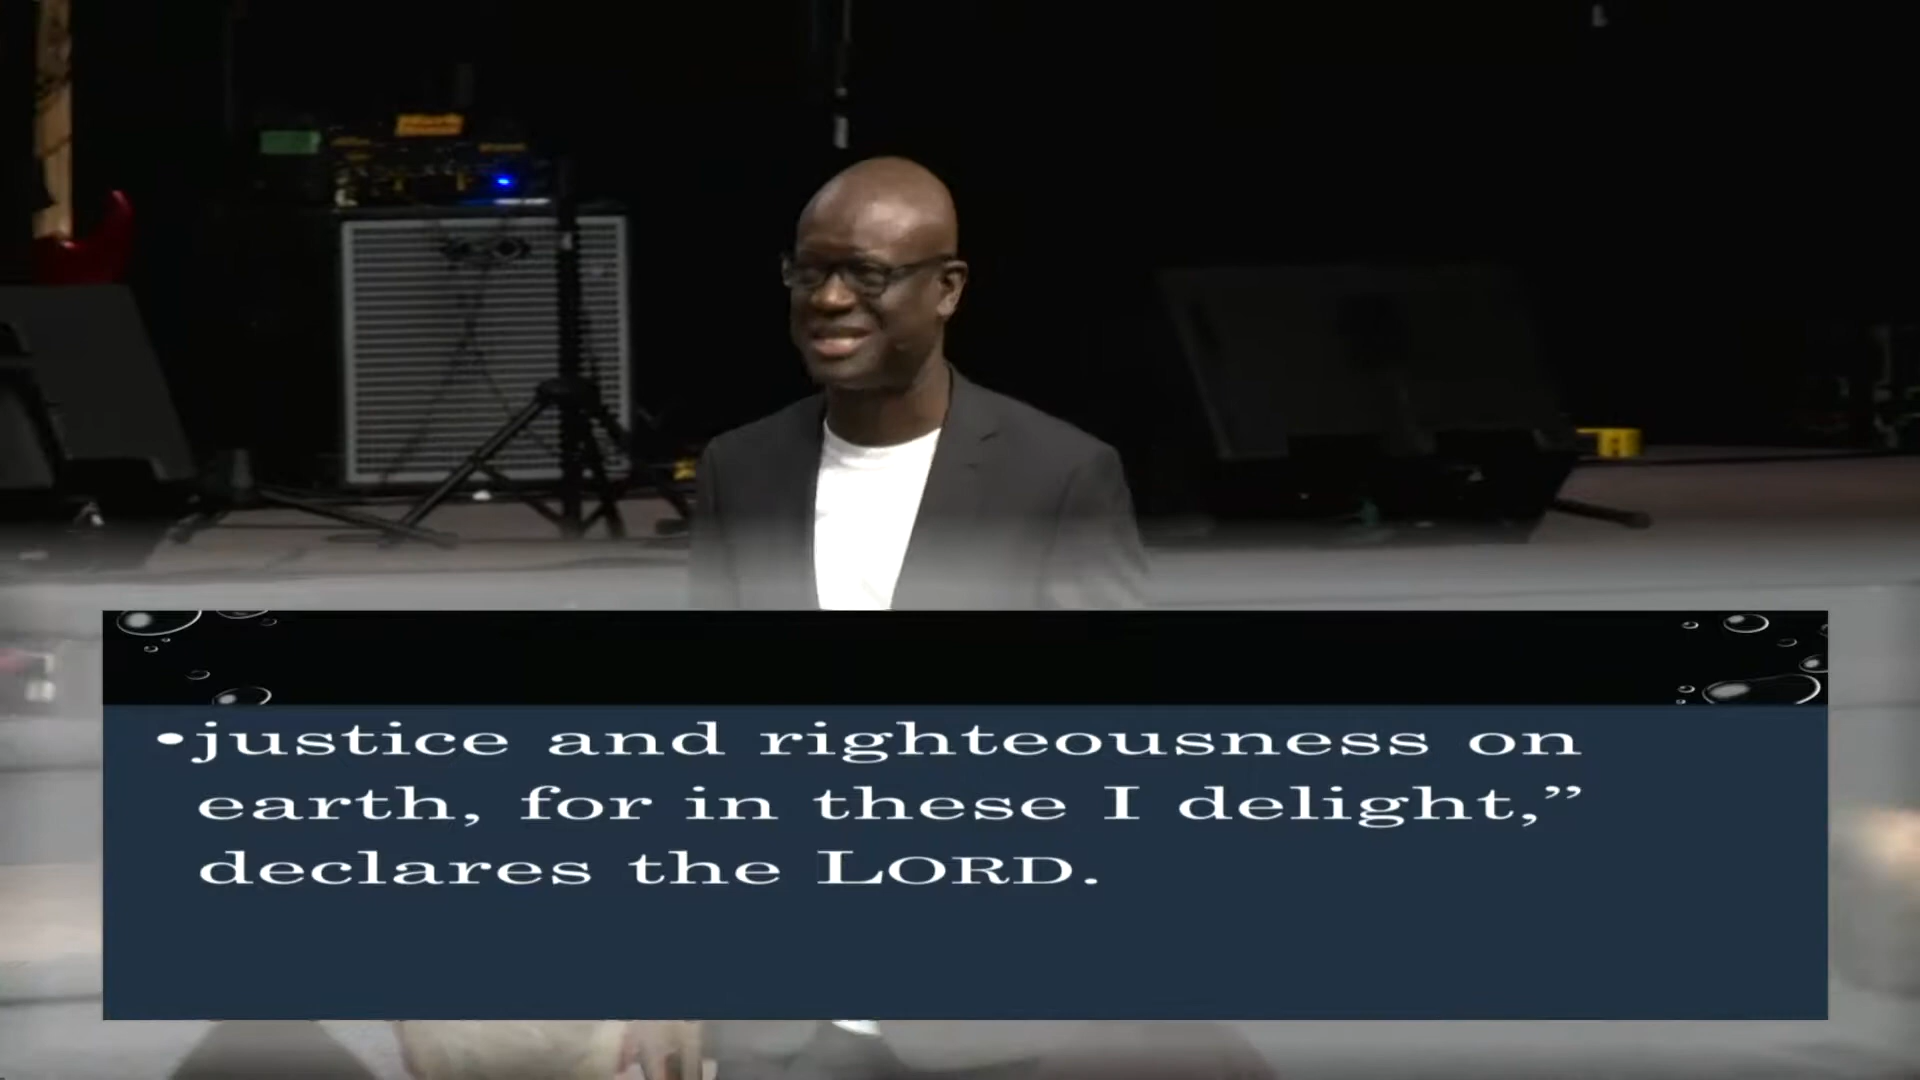 •justice and righteousness on
earth, for in these I delight,”
declares the LORD.